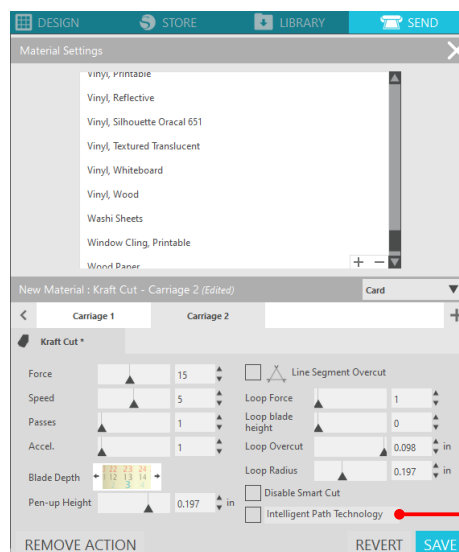 DESIGN STORE LIBRARY SEND
Material Settings
Vinyl, Printable
Vinyl, Reflective
Vinyl, Silhouette Oracal 651
Vinyl, Textured Translucent
Vinyl, Whiteboard
Vinyl, Wood
Washi Sheets
Window Cling, Printable
Wood Paper
New Material : Kraft Cut - Carriage 2 (Edited) Card
Carriage 1 Carriage 2
Kraft Cut *
Force 15 Line Segment Overcut
Speed 5 Loop Force 1
Passes 1 Loop blade height 0
Accel. 1 Loop Overcut 0.098 in
Blade Depth 1 22 23 24 12 13 14 3 4 Loop Radius 0.197 in
Disable Smart Cut
Pen-up Height 0.197 in Intelligent Path Technology
REMOVE ACTION REVERT SAVE